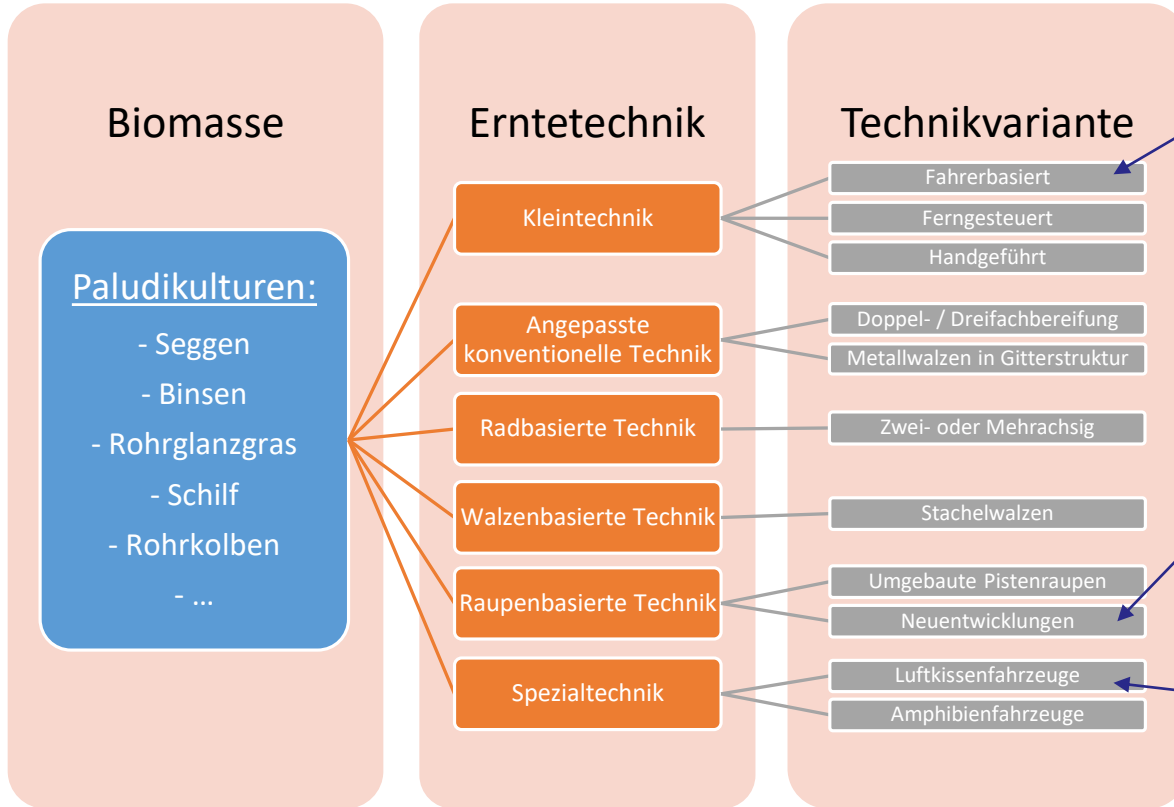 Biomasse
Paludikulturen:
- Seggen
- Binsen
- Rohrglanzgras
- Schilf
- Rohrkolben
- ...
Erntetechnik
Kleintechnik
Angepasste
konventionelle Technik
Radbasierte Technik
Walzenbasierte Technik
Raupenbasierte Technik
Spezialtechnik
Technikvariante
Fahrerbasiert
Ferngesteuert
Handgeführt
Doppel- / Dreifachbereifung
Metallwalzen in Gitterstruktur
Zwei- oder Mehrachsig
Stachelwalzen
Umgebaute Pistenraupen
Neuentwicklungen
Luftkissenfahrzeuge
Amphibienfahrzeuge